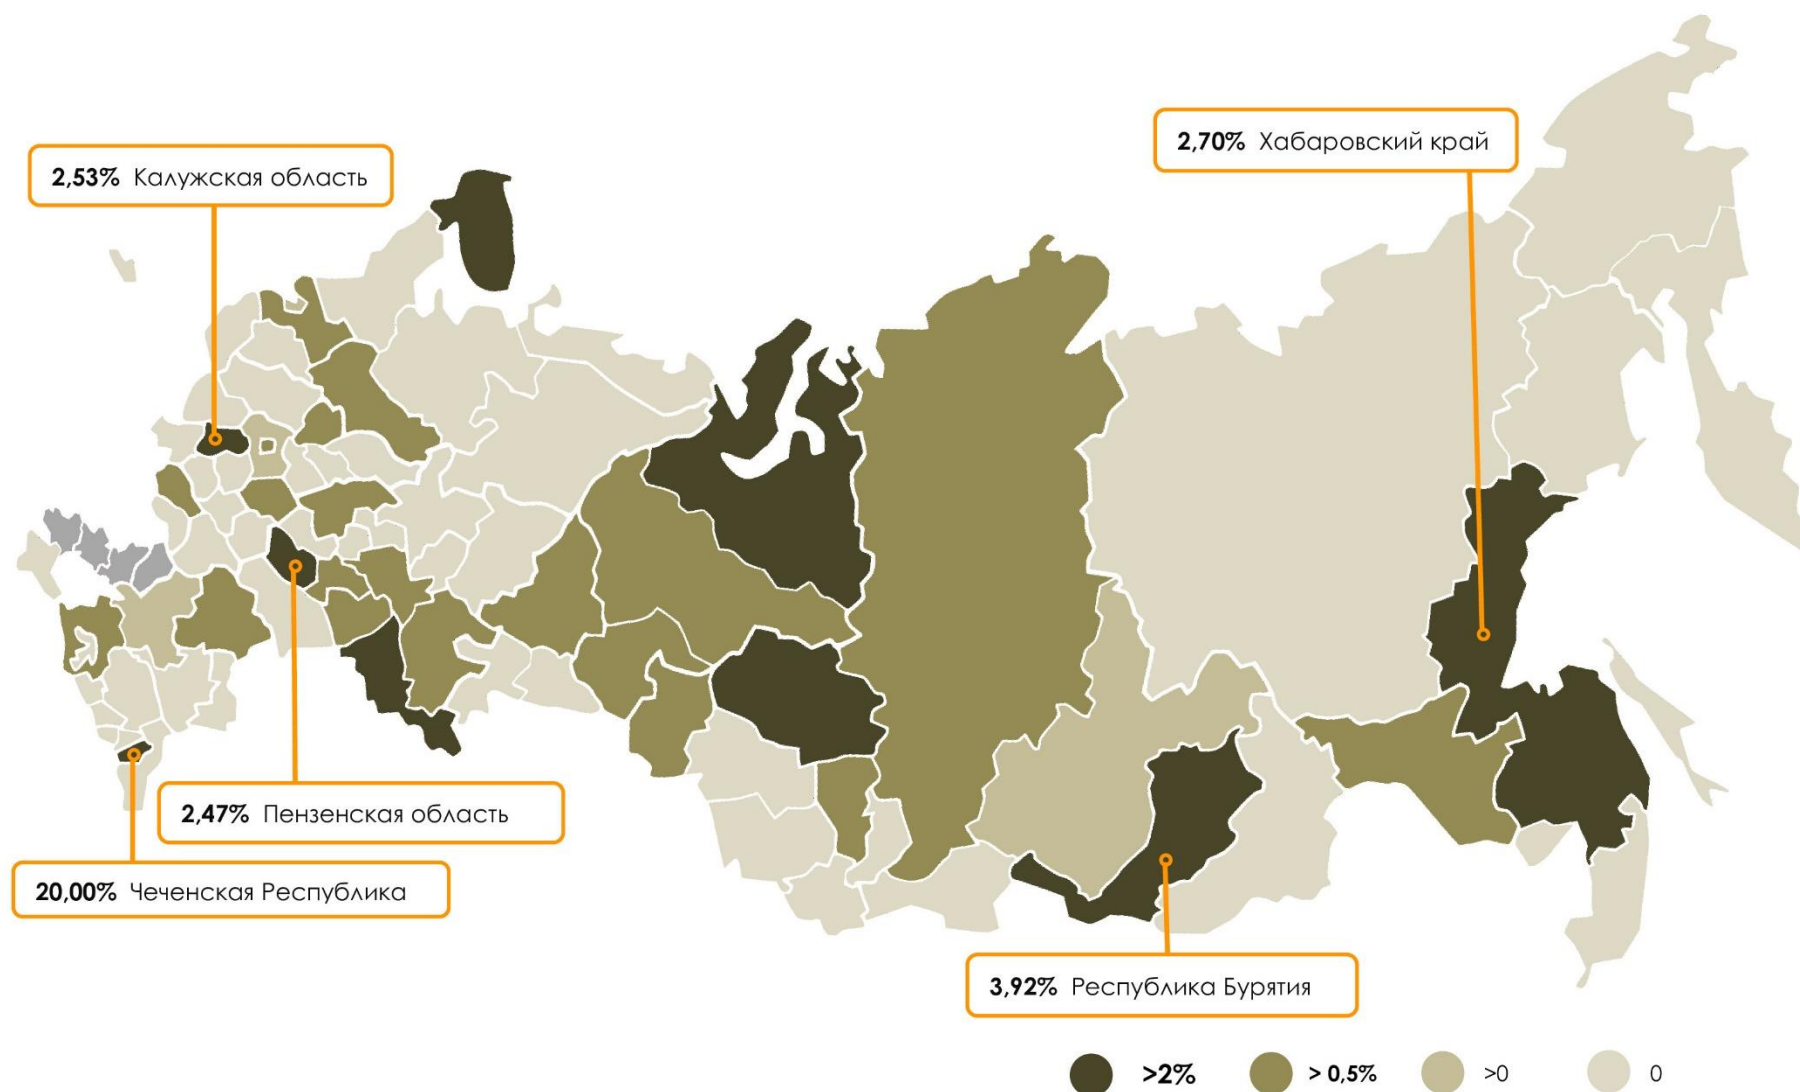 2,70% Хабаровский край
2,53% Калужская область
2,47% Пензенская область
20,00% Чеченская Республика
3,92% Республика Бурятия
>2% > 0,5% >0 0